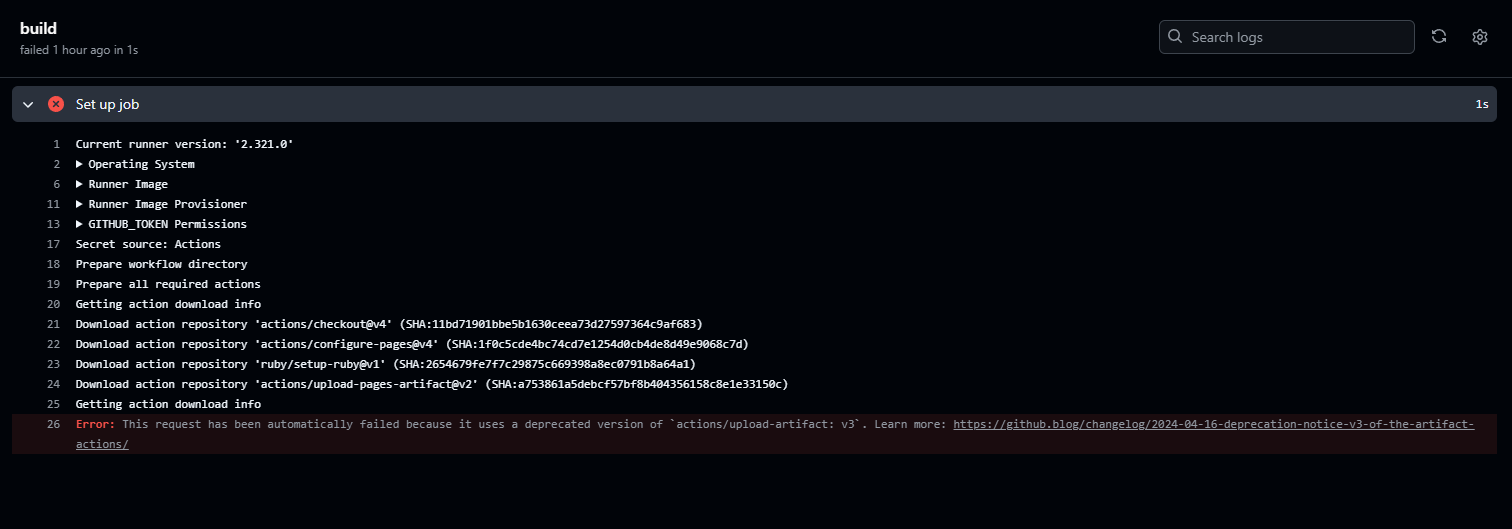 build
failed 1 hour ago in 1s
Search logs
Set up job
1s
1 Current runner version: '2.321.0'
2 ▶ Operating System
6 ▶ Runner Image
11 ▶ Runner Image Provisioner
13 ▶ GITHUB_TOKEN Permissions
17 Secret source: Actions
18 Prepare workflow directory
19 Prepare all required actions
20 Getting action download info
21 Download action repository 'actions/checkout@v4' (SHA:11bd71901bbe5b1630ceea73d27597364c9af683)
22 Download action repository 'actions/configure-pages@v4' (SHA:1f0c5cde4bc74cd7e1254d0cb4de8d49e9068c7d)
23 Download action repository 'ruby/setup-ruby@v1' (SHA:2654679fe7f7c29875c669398a8ec0791b8a64a1)
24 Download action repository 'actions/upload-pages-artifact@v2' (SHA:a753861a5debcf57bf8b404356158c8e1e33150c)
25 Getting action download info
26 Error: This request has been automatically failed because it uses a deprecated version of `actions/upload-artifact: v3`. Learn more: https://github.blog/changelog/2024-04-16-deprecation-notice-v3-of-the-artifact-
actions/